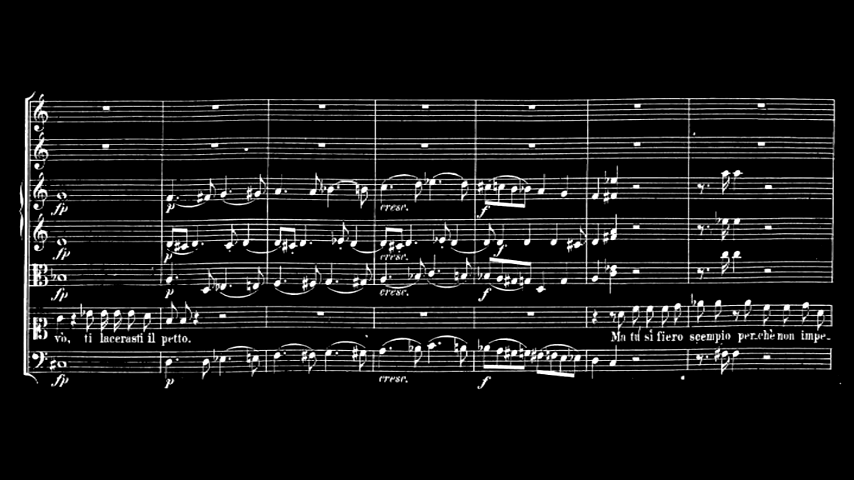 fp p cresc. f
fp p cresc. f
fp p cresc. f
vò, ti lacerasti il petto. Ma tu si fiero scempio perchè non impe-
fp p cresc. f